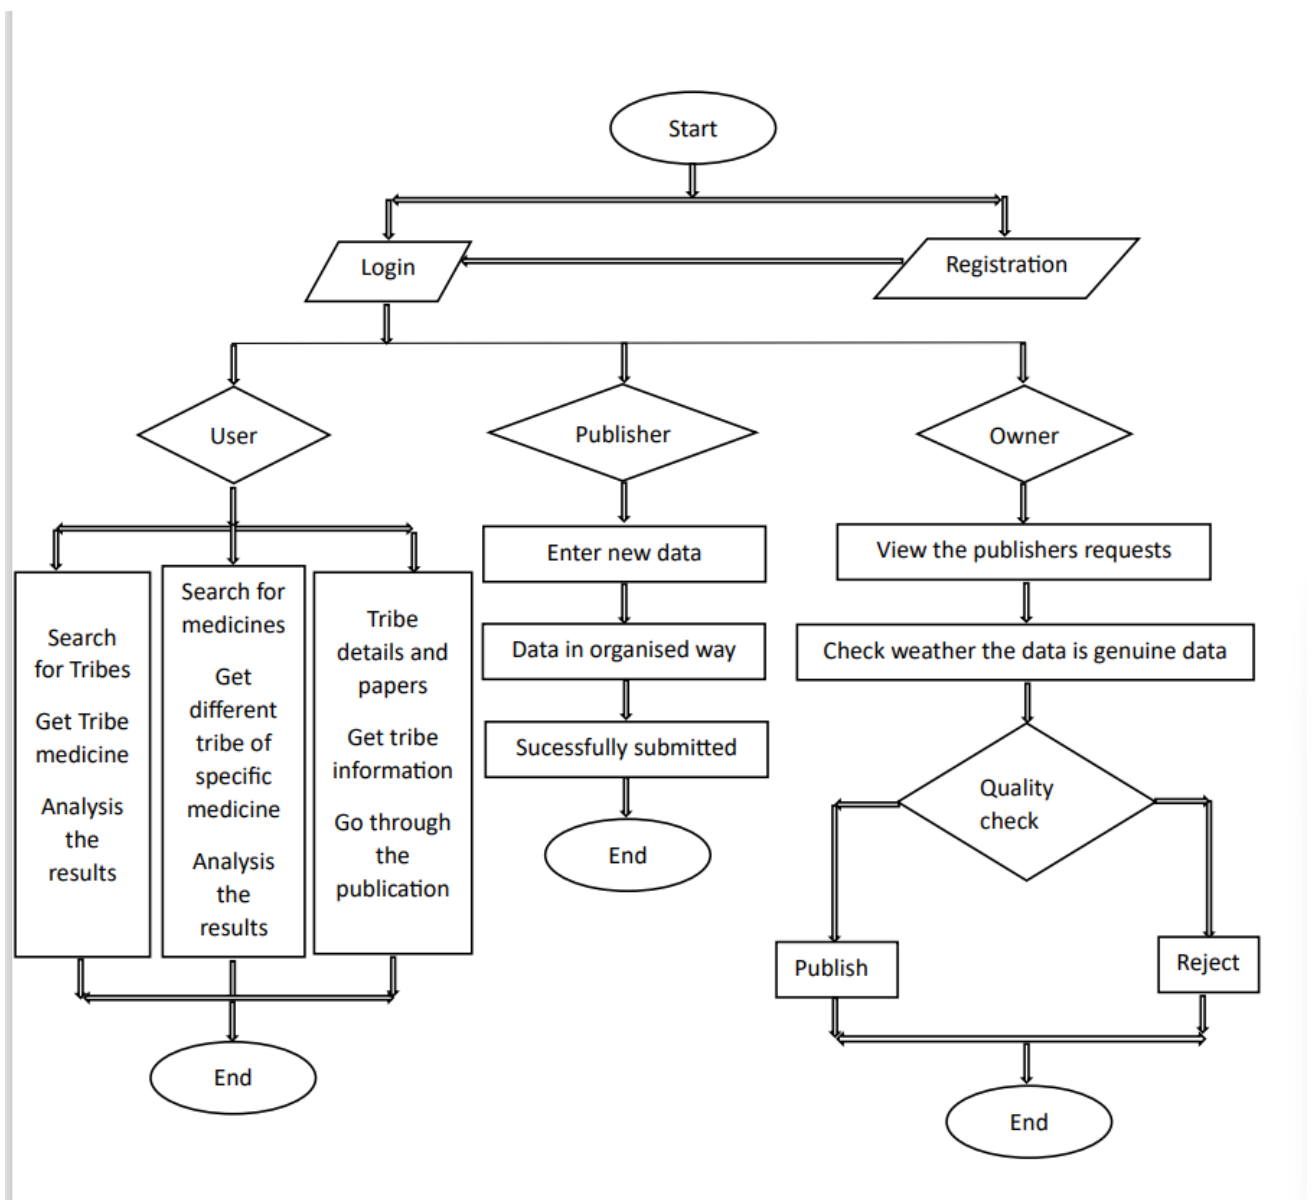 Start
Login
Registration
User
Publisher
Owner
Search
for Tribes
Get Tribe
medicine
Analysis
the
results
Search for
medicines
Get
different
tribe of
specific
medicine
Analysis
the
results
Tribe
details and
papers
Get tribe
information
Go through
the
publication
End
Enter new data
Data in organised way
Sucessfully submitted
End
View the publishers requests
Check weather the data is genuine data
Quality
check
Publish
Reject
End